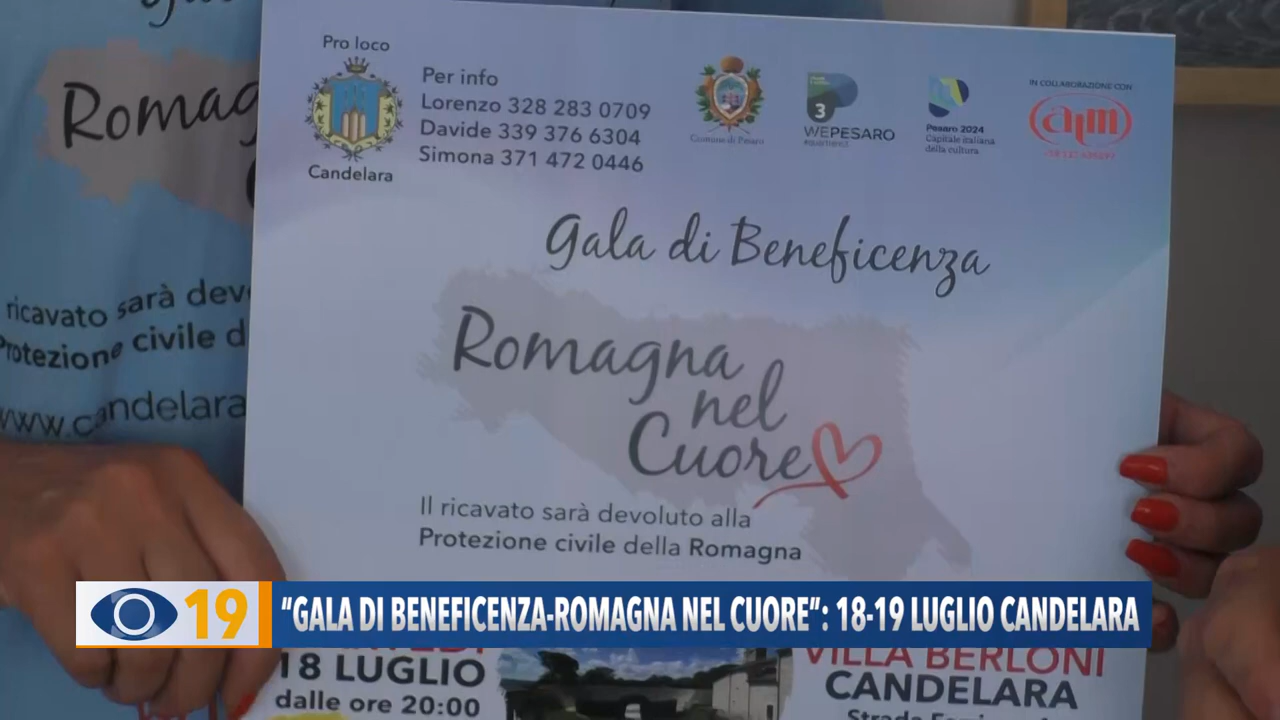 Pro loco
Candelara
Per info
Lorenzo 328 283 0709
Davide 339 376 6304
Simona 371 472 0446
Comune di Pesaro
3
WEPESARO
Pesaro 2024
Capitale italiana
della cultura
IN COLLABORAZIONE CON
Gala di Beneficenza
Romagna
nel
Cuore
Il ricavato sarà devoluto alla
Protezione civile della Romagna
Romag
ricavato sarà dev
Protezione civile d
www.candelara
19
“GALA DI BENEFICENZA-ROMAGNA NEL CUORE”: 18-19 LUGLIO CANDELARA
18 LUGLIO
dalle ore 20:00
VILLA BERLONI
CANDELARA